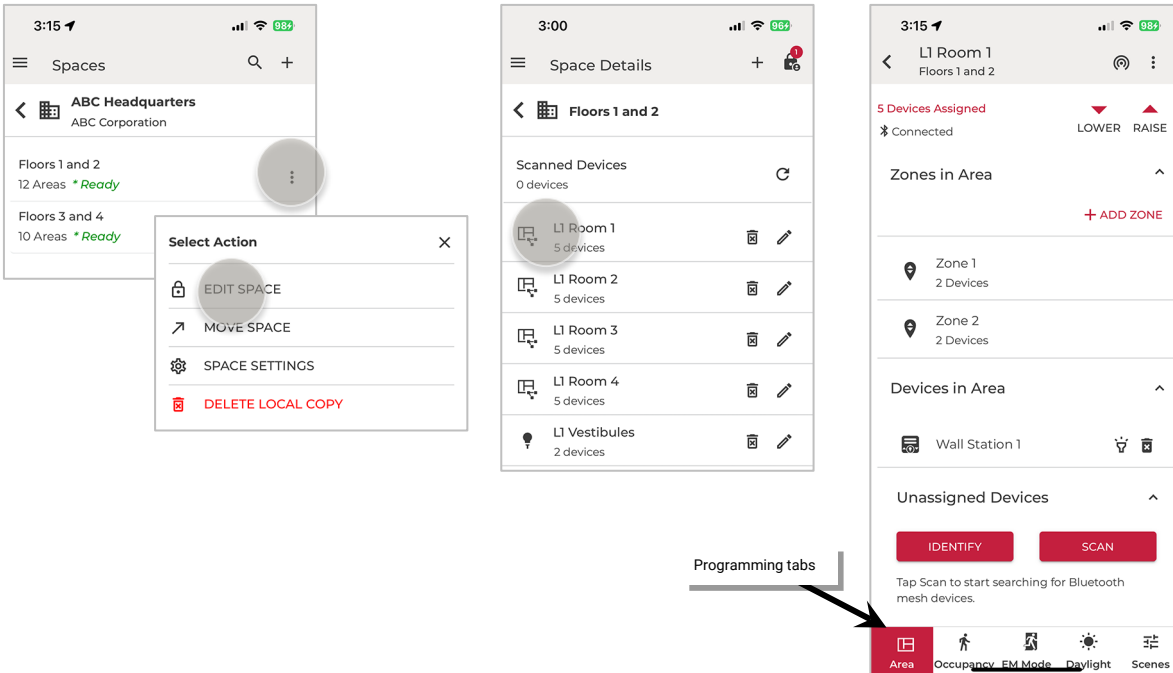 3:15
98
Spaces
ABC Headquarters
ABC Corporation
Floors 1 and 2
12 Areas * Ready
Floors 3 and 4
10 Areas * Ready
Select Action
EDIT SPACE
MOVE SPACE
SPACE SETTINGS
DELETE LOCAL COPY
3:00
96
Space Details
1
Floors 1 and 2
Scanned Devices
0 devices
L1 Room 1
5 devices
L1 Room 2
5 devices
L1 Room 3
5 devices
L1 Room 4
5 devices
L1 Vestibules
2 devices
Programming tabs
3:15
98
L1 Room 1
Floors 1 and 2
5 Devices Assigned
Connected
LOWER RAISE
Zones in Area
+ ADD ZONE
Zone 1
2 Devices
Zone 2
2 Devices
Devices in Area
Wall Station 1
Unassigned Devices
IDENTIFY SCAN
Tap Scan to start searching for Bluetooth
mesh devices.
Area Occupancy EM Mode Daylight Scenes